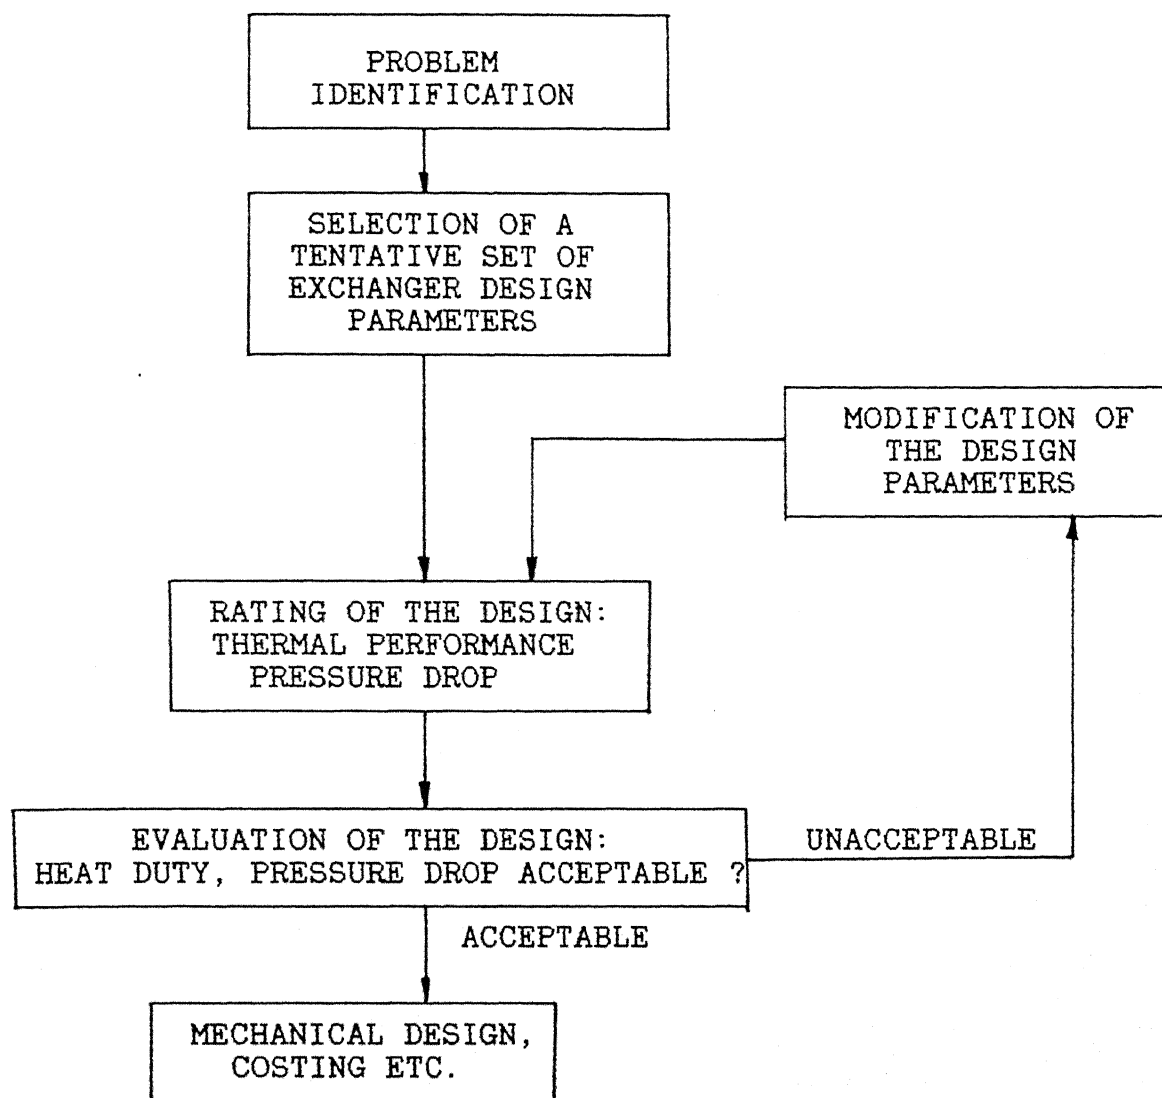 PROBLEM
IDENTIFICATION
SELECTION OF A
TENTATIVE SET OF
EXCHANGER DESIGN
PARAMETERS
MODIFICATION OF
THE DESIGN
PARAMETERS
RATING OF THE DESIGN:
THERMAL PERFORMANCE
PRESSURE DROP
EVALUATION OF THE DESIGN:
HEAT DUTY, PRESSURE DROP ACCEPTABLE ?
UNACCEPTABLE
ACCEPTABLE
MECHANICAL DESIGN,
COSTING ETC.